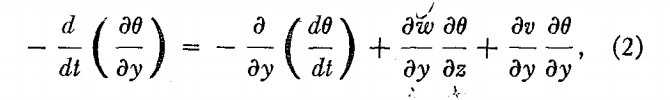 - d/dt (∂θ/∂y) = - ∂/∂y (dθ/dt) + ∂w/∂y ∂θ/∂z + ∂v/∂y ∂θ/∂y, (2)